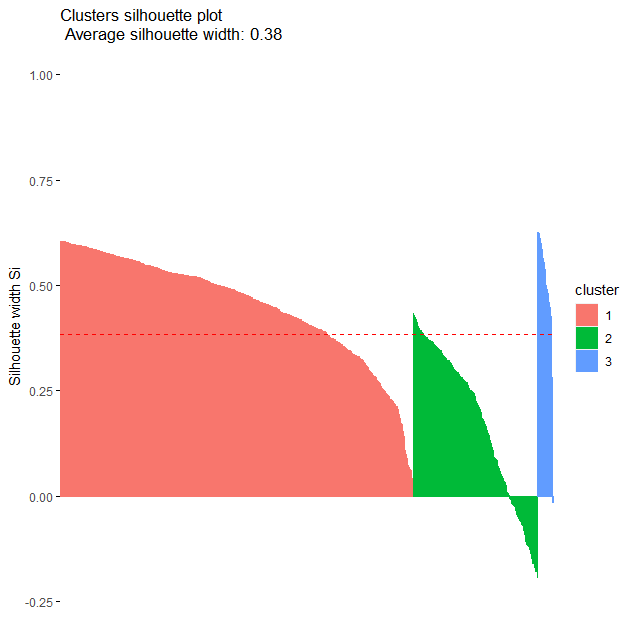 Clusters silhouette plot
Average silhouette width: 0.38
1.00
0.75
0.50
0.25
0.00
-0.25
Silhouette width Si
cluster
1
2
3